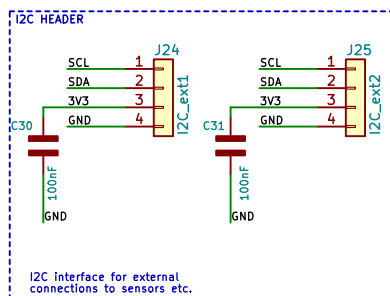 I2C HEADER
J24
SCL 1
SDA 2
3V3 3
GND 4
I2C_ext1
C30
100nF
GND
J25
SCL 1
SDA 2
3V3 3
GND 4
I2C_ext2
C31
100nF
GND
I2C interface for external
connections to sensors etc.